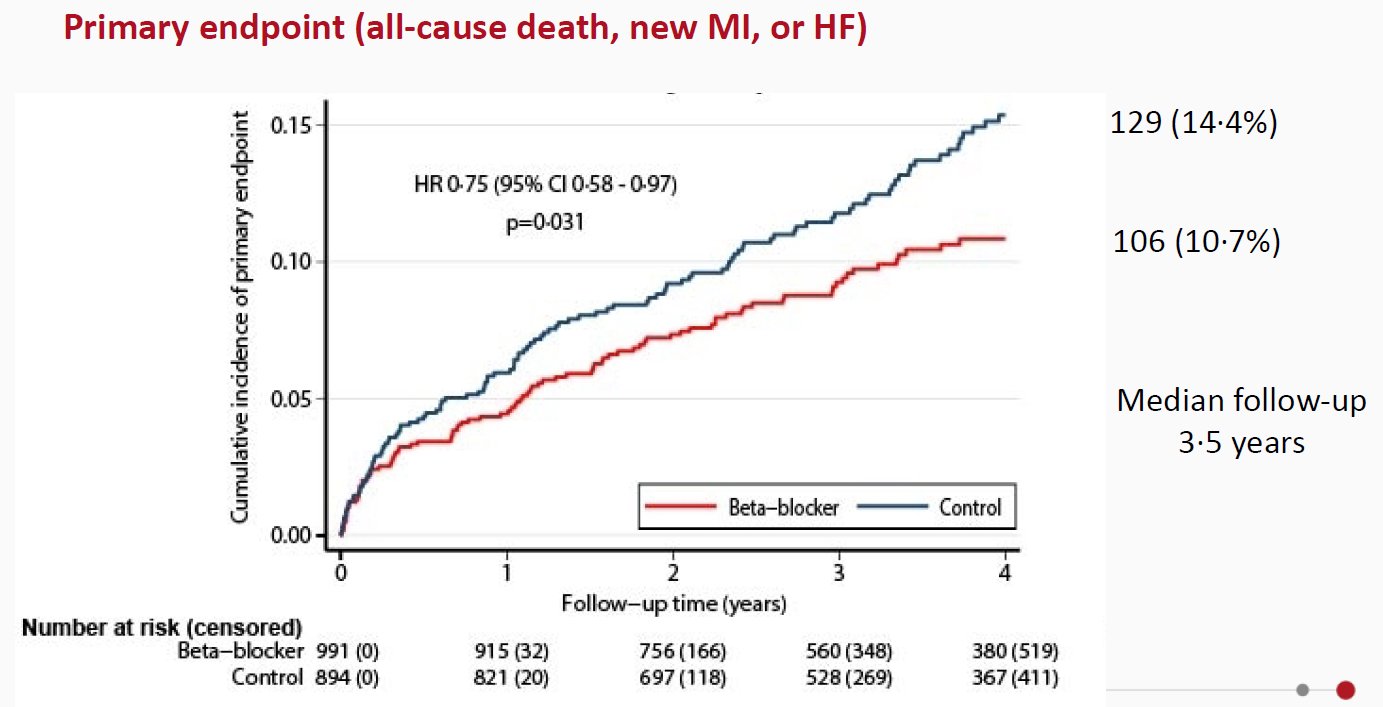 Primary endpoint (all-cause death, new MI, or HF)
Cumulative incidence of primary endpoint
0.15
0.10
0.05
0.00
HR 0·75 (95% CI 0·58 - 0·97)
p=0·031
Beta–blocker
Control
0 1 2 3 4
Follow–up time (years)
129 (14·4%)
106 (10·7%)
Median follow-up
3·5 years
Number at risk (censored)
Beta–blocker 991 (0) 915 (32) 756 (166) 560 (348) 380 (519)
Control 894 (0) 821 (20) 697 (118) 528 (269) 367 (411)